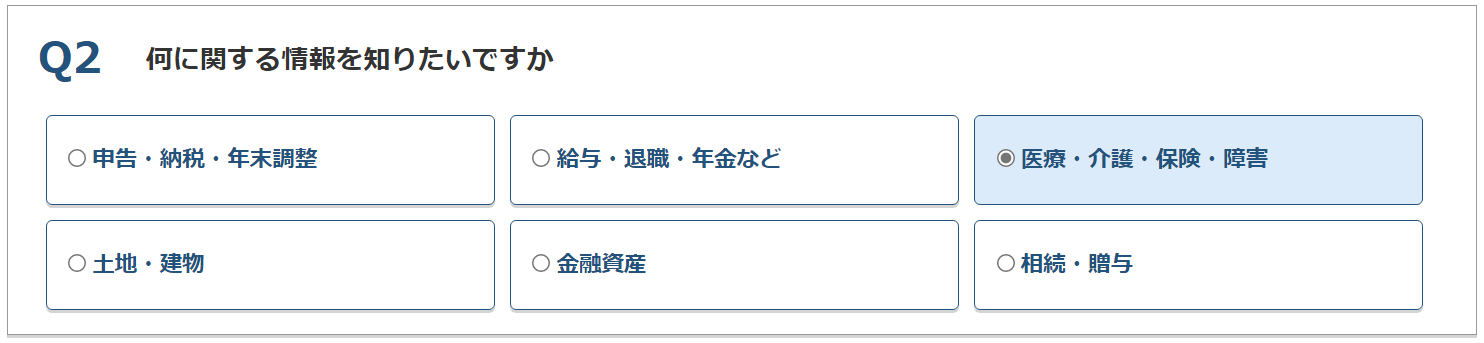 Q2 何に関する情報を知りたいですか
申告・納税・年末調整
給与・退職・年金など
医療・介護・保険・障害
土地・建物
金融資産
相続・贈与